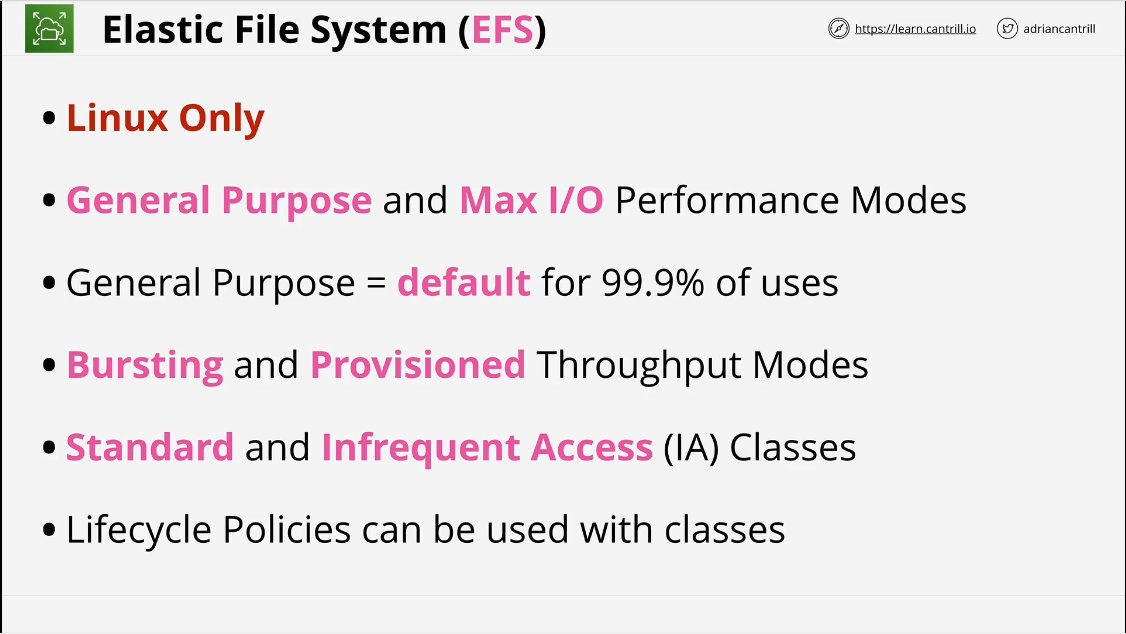 Elastic File System (EFS)
https://learn.cantrill.io
adriancantrill
• Linux Only
• General Purpose and Max I/O Performance Modes
• General Purpose = default for 99.9% of uses
• Bursting and Provisioned Throughput Modes
• Standard and Infrequent Access (IA) Classes
• Lifecycle Policies can be used with classes